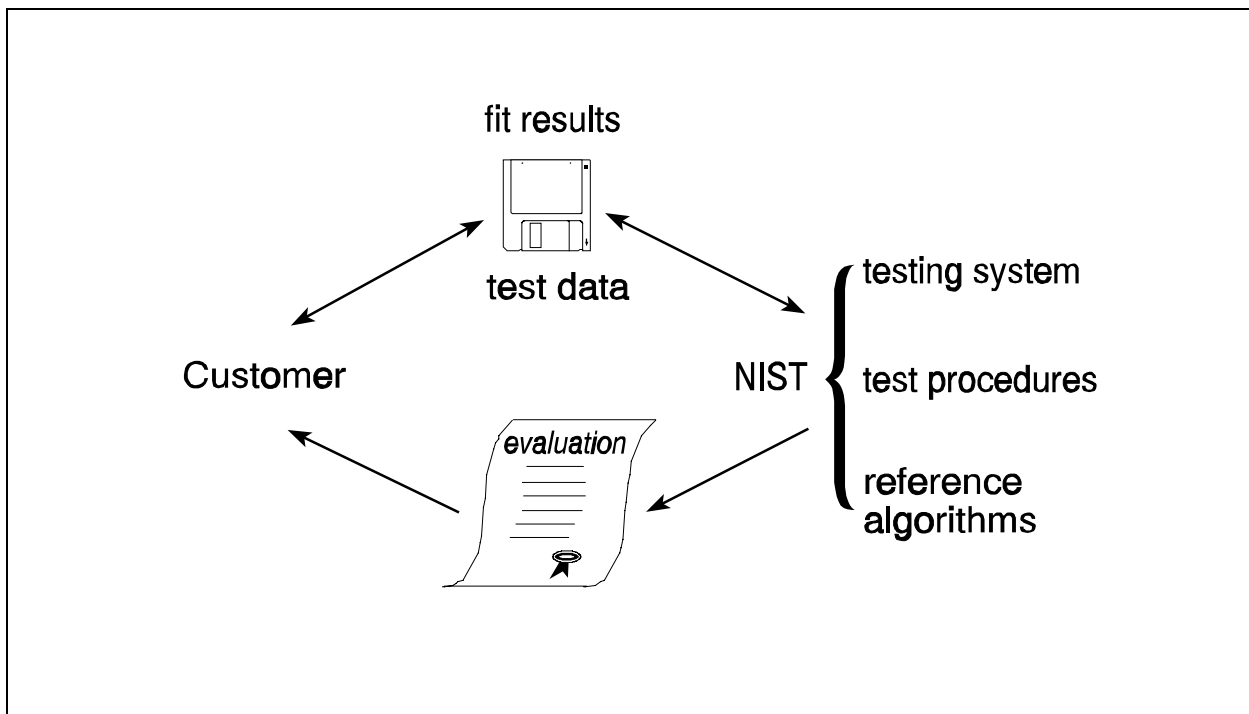 fit results
test data
Customer
NIST
testing system
test procedures
reference
algorithms
evaluation